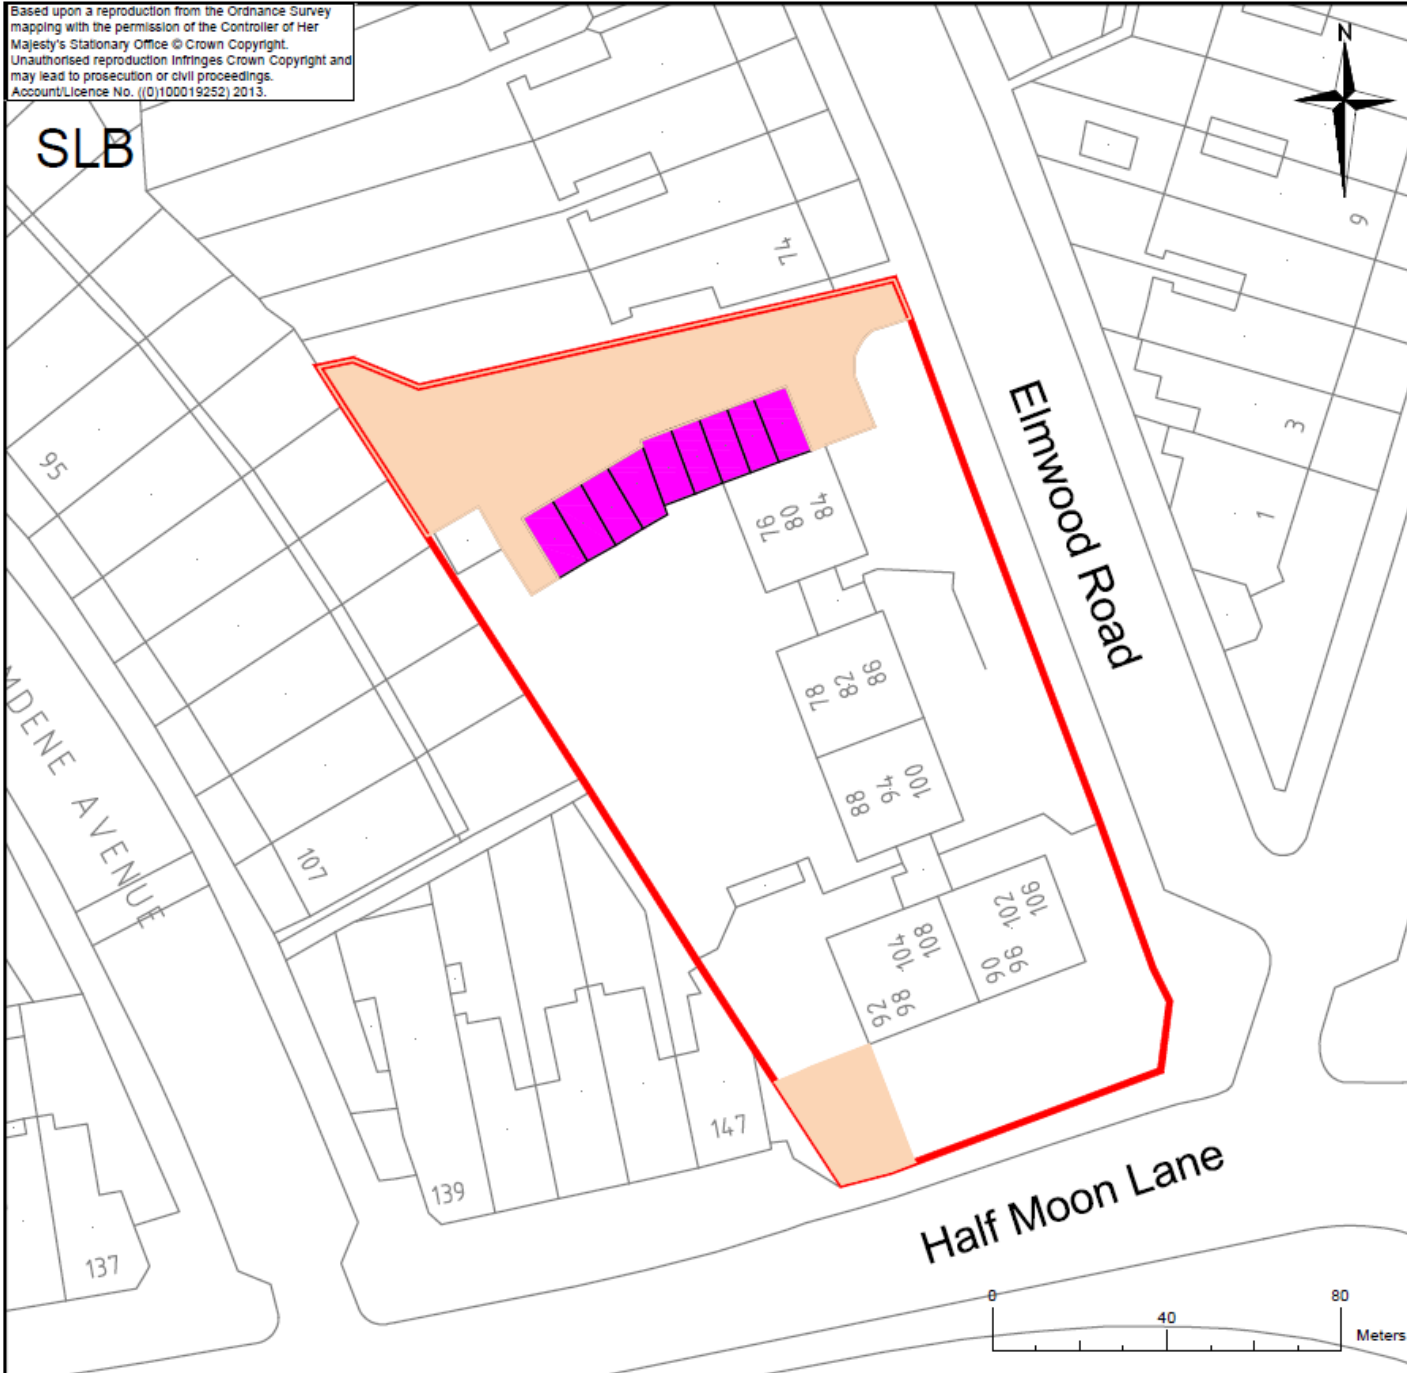 Based upon a reproduction from the Ordnance Survey
mapping with the permission of the Controller of Her
Majesty's Stationary Office © Crown Copyright.
Unauthorised reproduction infringes Crown Copyright and
may lead to prosecution or civil proceedings.
Account/Licence No. ((0)100019252) 2013.
SLB
N
74
9
95
3
1
Elmwood Road
76
80
84
78
82
86
88
94
100
MDENE AVENUE
107
92
98
104
108
90
96
102
106
147
139
137
Half Moon Lane
0
40
80
Meters